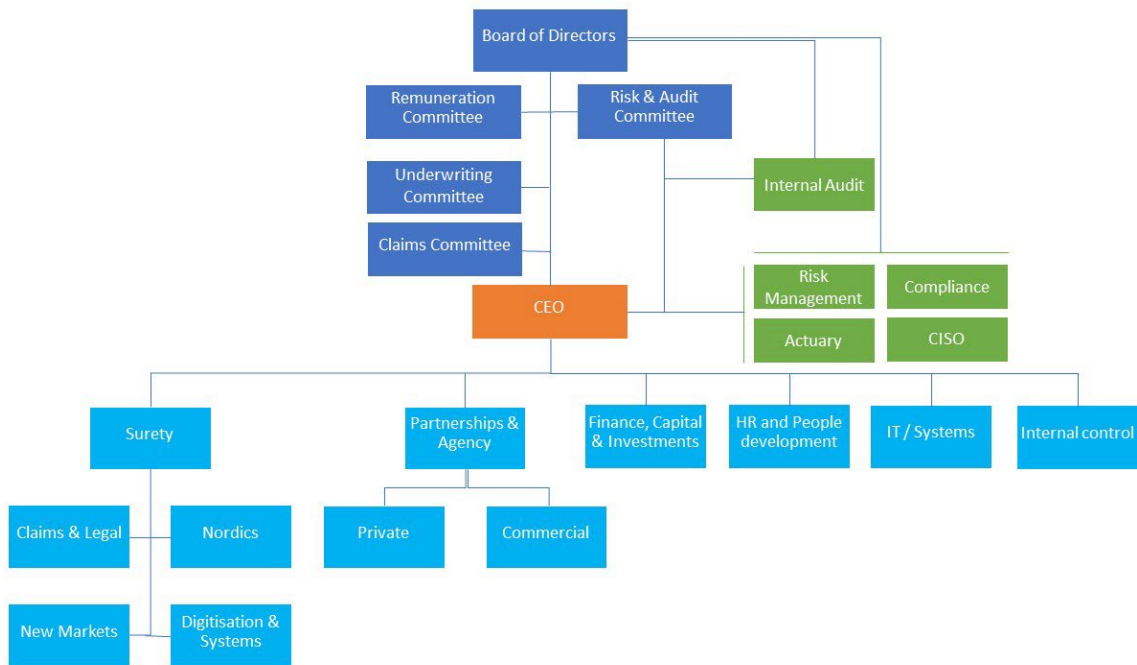 Board of Directors
Remuneration
Committee
Risk & Audit
Committee
Underwriting
Committee
Internal Audit
Claims Committee
Risk
Management
Compliance
CEO
Actuary
CISO
Surety
Partnerships &
Agency
Finance, Capital
& Investments
HR and People
development
IT / Systems
Internal control
Claims & Legal
Nordics
Private
Commercial
New Markets
Digitisation &
Systems